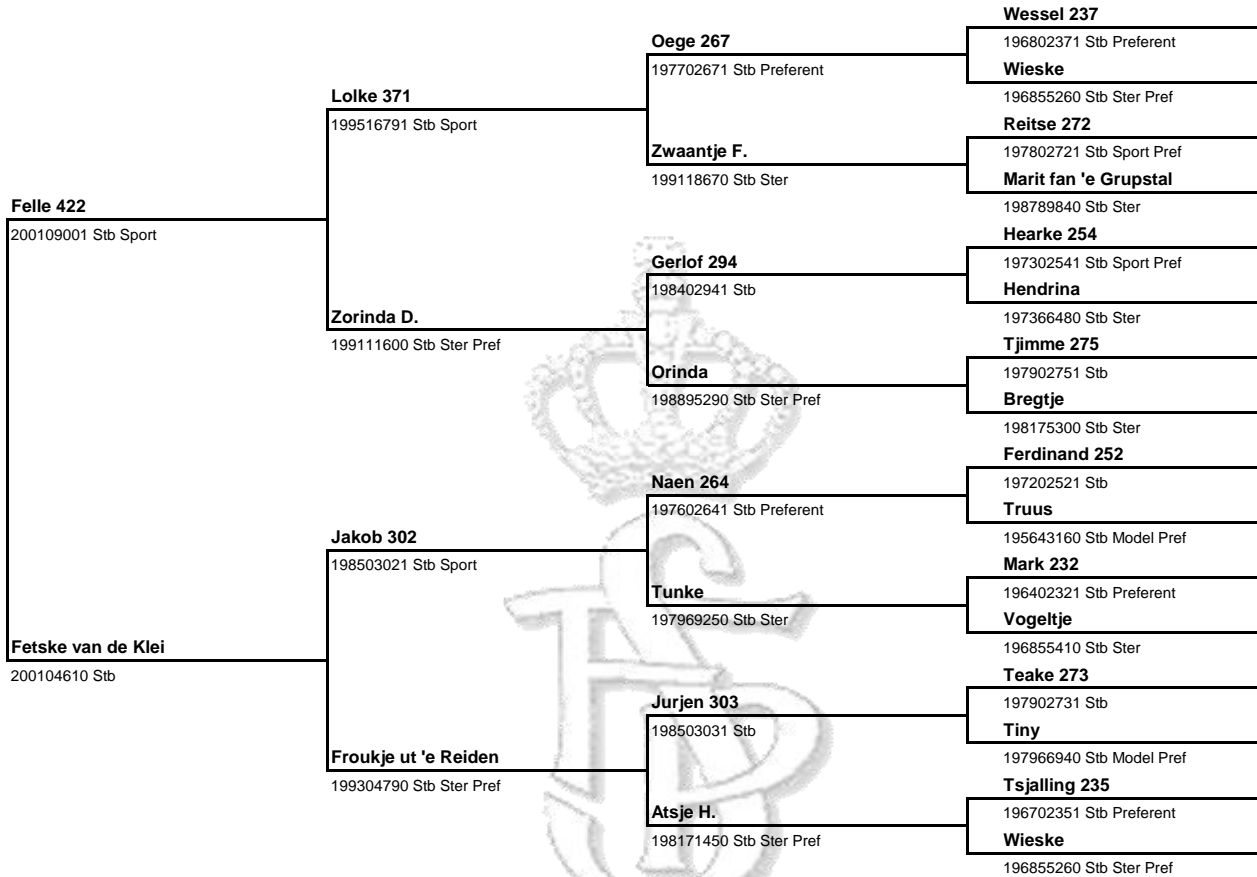 Wessel 237
196802371 Stb Preferent
Oege 267
197702671 Stb Preferent
Wieske
196855260 Stb Ster Pref
Lolke 371
199516791 Stb Sport
Reitse 272
197802721 Stb Sport Pref
Zwaantje F.
199118670 Stb Ster
Marit fan 'e Grupstal
198789840 Stb Ster
Felle 422
200109001 Stb Sport
Hearke 254
197302541 Stb Sport Pref
Gerlof 294
198402941 Stb
Hendrina
197366480 Stb Ster
Zorinda D.
199111600 Stb Ster Pref
Tjimme 275
197902751 Stb
Orinda
198895290 Stb Ster Pref
Bregtje
198175300 Stb Ster
Ferdinand 252
197202521 Stb
Naen 264
197602641 Stb Preferent
Truus
195643160 Stb Model Pref
Jakob 302
198503021 Stb Sport
Mark 232
196402321 Stb Preferent
Tunke
197969250 Stb Ster
Vogeltje
196855410 Stb Ster
Fetske van de Klei
200104610 Stb
Teake 273
197902731 Stb
Jurjen 303
198503031 Stb
Tiny
197966940 Stb Model Pref
Froukje ut 'e Reiden
199304790 Stb Ster Pref
Tsjalling 235
196702351 Stb Preferent
Atsje H.
198171450 Stb Ster Pref
Wieske
196855260 Stb Ster Pref